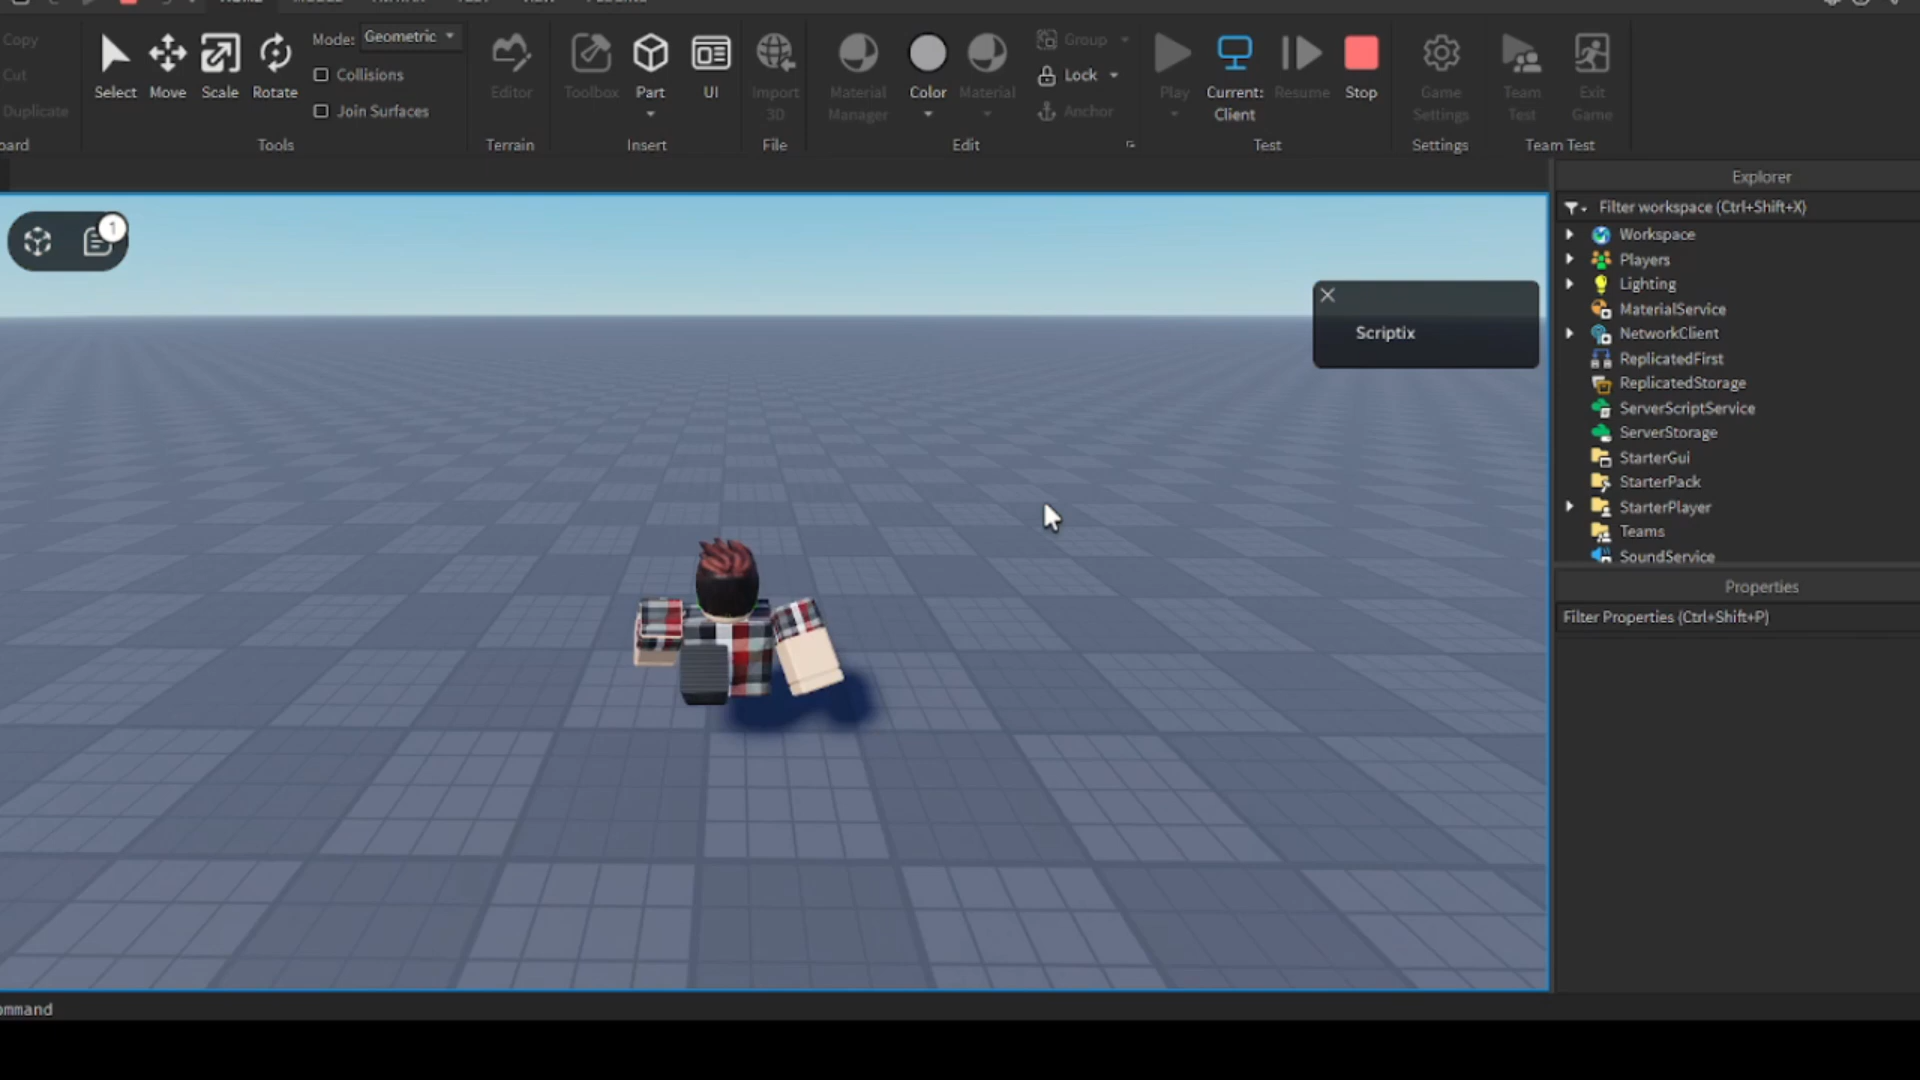 Copy
Cut
Duplicate
Select
Move
Scale
Rotate
Mode: Geometric
Collisions
Join Surfaces
Tools
Editor
Terrain
Toolbox
Part
UI
Insert
Import
3D
File
Material
Manager
Color
Material
Group
Lock
Anchor
Edit
Play
Current:
Client
Resume
Stop
Test
Game
Settings
Settings
Team
Test
Exit
Game
Team Test
1
Scriptix
Explorer
Filter workspace (Ctrl+Shift+X)
Workspace
Players
Lighting
MaterialService
NetworkClient
ReplicatedFirst
ReplicatedStorage
ServerScriptService
ServerStorage
StarterGui
StarterPack
StarterPlayer
Teams
SoundService
Properties
Filter Properties (Ctrl+Shift+P)
ommand